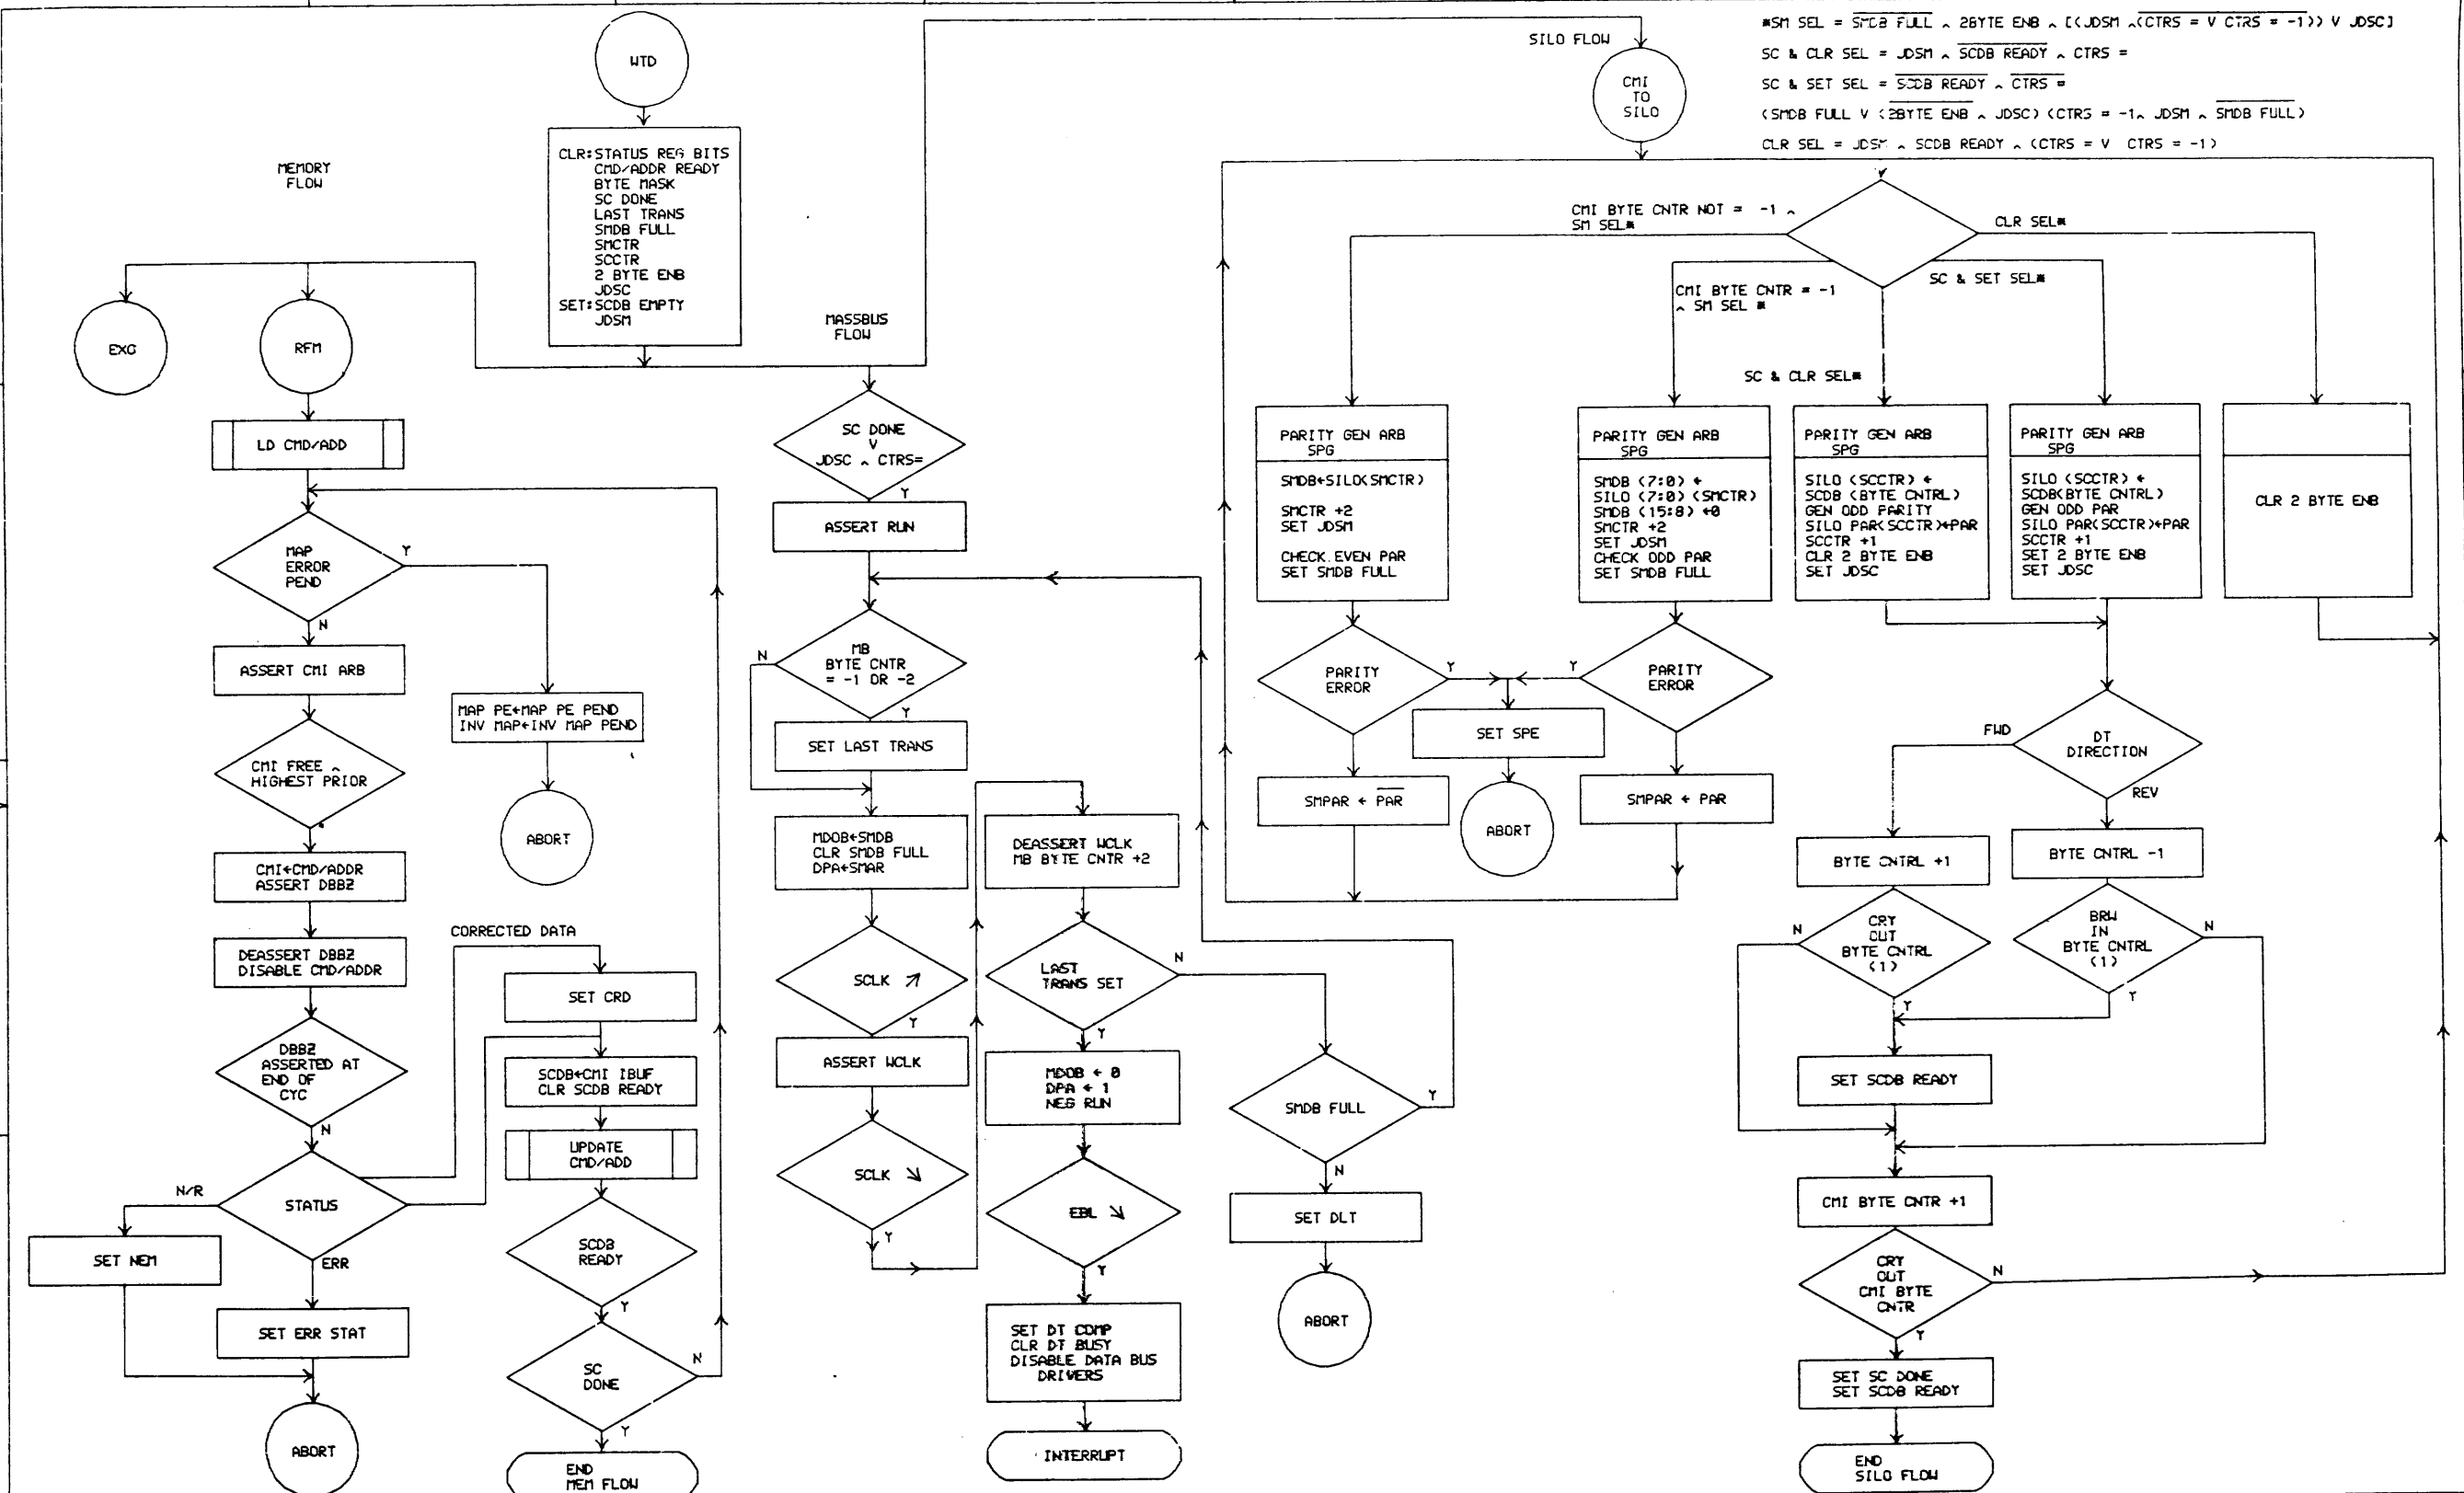 *SM SEL = SMDB FULL ^ 2BYTE ENB ^ [(JDSM ^(CTRS = V CTRS = -1)) V JDSC]
SC & CLR SEL = JDSM ^ SCDB READY ^ CTRS =
SC & SET SEL = SCDB READY ^ CTRS =
(SMDB FULL V (2BYTE ENB ^ JDSC) (CTRS = -1^ JDSM ^ SMDB FULL)
CLR SEL = JDSM ^ SCDB READY ^ (CTRS = V CTRS = -1)
WTD
CLR:STATUS REG BITS
CMD/ADDR READY
BYTE MASK
SC DONE
LAST TRANS
SMDB FULL
SMCTR
SCCTR
2 BYTE ENB
JDSC
SET:SCDB EMPTY
JDSM
MEMORY
FLOW
EXG
RFM
LD CMD/ADD
MAP
ERROR
PEND
Y
N
ASSERT CMI ARB
MAP PE←MAP PE PEND
INV MAP←INV MAP PEND
ABORT
CMI FREE ^
HIGHEST PRIOR
CMI←CMD/ADDR
ASSERT DBBZ
DEASSERT DBBZ
DISABLE CMD/ADDR
DBBZ
ASSERTED AT
END OF
CYC
N
STATUS
N/R
ERR
CORRECTED DATA
SET NEM
SET ERR STAT
ABORT
SET CRD
SCDB←CMI IBUF
CLR SCDB READY
UPDATE
CMD/ADD
SCDB
READY
Y
SC
DONE
N
Y
END
MEM FLOW
MASSBUS
FLOW
SC DONE
V
JDSC ^ CTRS=
Y
ASSERT RUN
MB
BYTE CNTR
= -1 OR -2
N
Y
SET LAST TRANS
MDOB←SMDB
CLR SMDB FULL
DPA←SMAR
SCLK ↗
Y
ASSERT WCLK
SCLK ↘
Y
DEASSERT WCLK
MB BYTE CNTR +2
LAST
TRANS SET
N
Y
MDOB ← 0
DPA ← 1
NEG RUN
EBL ↘
Y
SET DT COMP
CLR DT BUSY
DISABLE DATA BUS
DRIVERS
INTERRUPT
SMDB FULL
Y
N
SET DLT
ABORT
SILO FLOW
CMI
TO
SILO
CMI BYTE CNTR NOT = -1 ^
SM SEL*
CLR SEL*
SC & SET SEL*
CMI BYTE CNTR = -1
^ SM SEL *
SC & CLR SEL*
PARITY GEN ARB
SPG
SMDB←SILO(SMCTR)
SMCTR +2
SET JDSM
CHECK EVEN PAR
SET SMDB FULL
PARITY GEN ARB
SPG
SMDB (7:0) ←
SILO (7:0) (SMCTR)
SMDB (15:8) ←0
SMCTR +2
SET JDSM
CHECK ODD PAR
SET SMDB FULL
PARITY GEN ARB
SPG
SILO (SCCTR) ←
SCDB (BYTE CNTRL)
GEN ODD PARITY
SILO PAR(SCCTR)←PAR
SCCTR +1
CLR 2 BYTE ENB
SET JDSC
PARITY GEN ARB
SPG
SILO (SCCTR) ←
SCDB(BYTE CNTRL)
GEN ODD PAR
SILO PAR(SCCTR)←PAR
SCCTR +1
SET 2 BYTE ENB
SET JDSC
CLR 2 BYTE ENB
PARITY
ERROR
Y
Y
PARITY
ERROR
SET SPE
SMPAR ← PAR
ABORT
SMPAR ← PAR
DT
DIRECTION
FWD
REV
BYTE CNTRL +1
BYTE CNTRL -1
N
CRY
OUT
BYTE CNTRL
(1)
Y
BRW
IN
BYTE CNTRL
(1)
N
Y
SET SCDB READY
CMI BYTE CNTR +1
CRY
OUT
CMI BYTE
CNTR
N
Y
SET SC DONE
SET SCDB READY
END
SILO FLOW